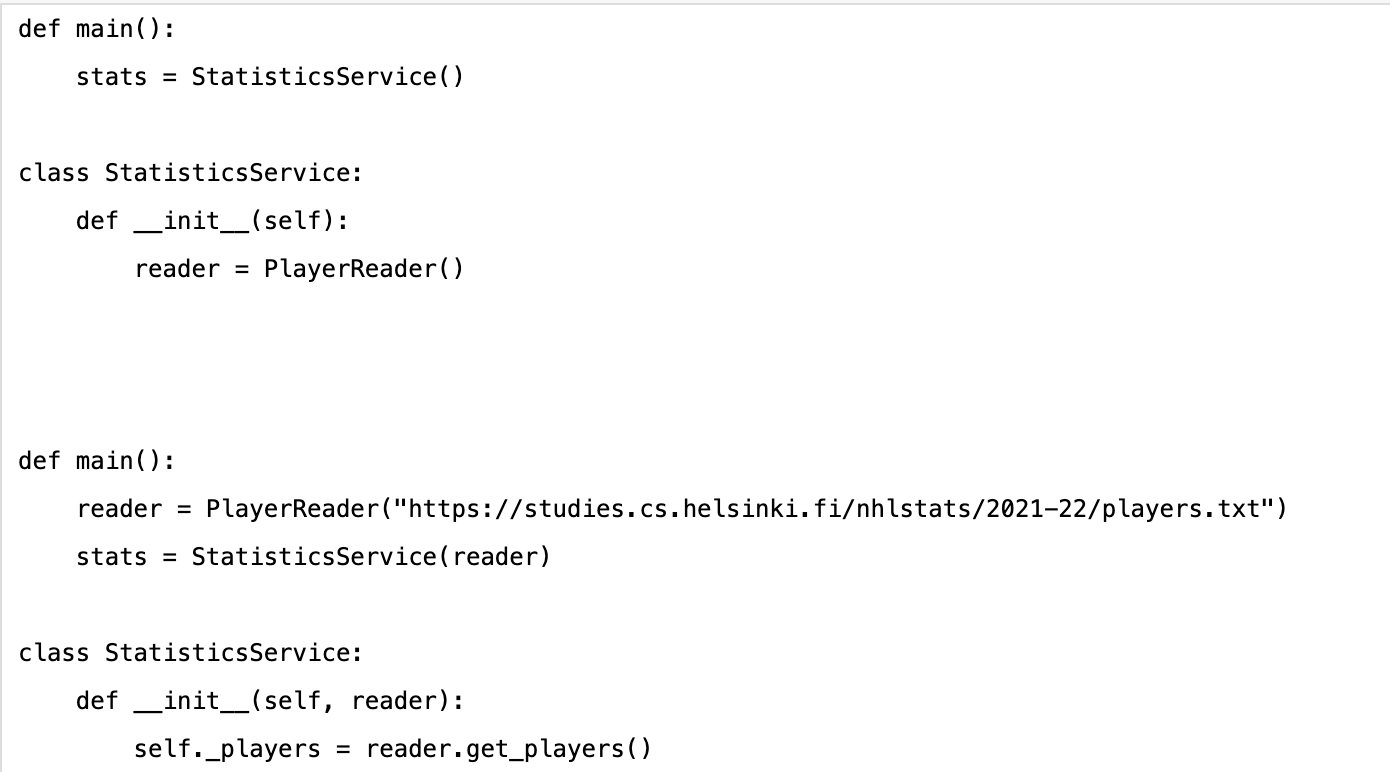 def main():
    stats = StatisticsService()
class StatisticsService:
    def __init__(self):
        reader = PlayerReader()
def main():
    reader = PlayerReader("https://studies.cs.helsinki.fi/nhlstats/2021-22/players.txt")
    stats = StatisticsService(reader)
class StatisticsService:
    def __init__(self, reader):
        self._players = reader.get_players()